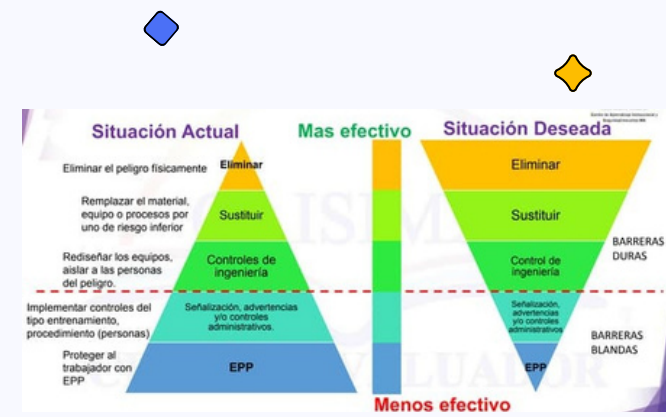 Situación Actual
Mas efectivo
Situación Deseada
Eliminar el peligro físicamente
Eliminar
Remplazar el material,
equipo o procesos por
uno de riesgo inferior
Sustituir
Rediseñar los equipos,
aislar a las personas
del peligro.
Controles de
ingeniería
Implementar controles del
tipo entrenamiento,
procedimiento (personas)
Señalización, advertencias
y/o controles
administrativos.
Proteger al
trabajador con
EPP
EPP
Eliminar
Sustituir
Control de
ingeniería
BARRERAS
DURAS
Señalización,
advertencias
y/o controles
administrativos
BARRERAS
BLANDAS
EPP
Menos efectivo